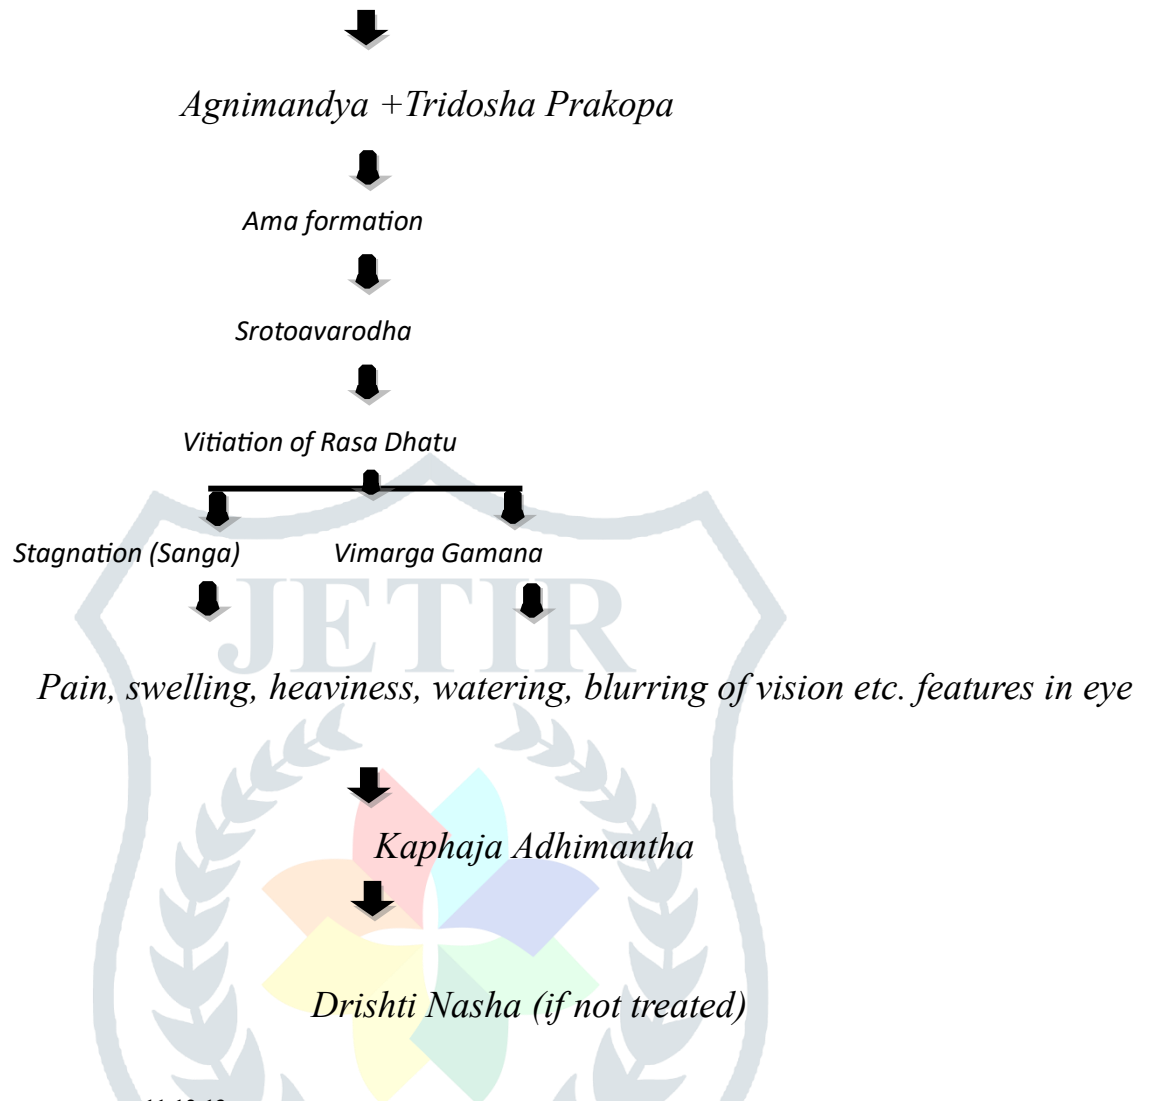 Agnimandya +Tridosha Prakopa
Ama formation
Srotoavarodha
Vitiation of Rasa Dhatu
Stagnation (Sanga) Vimarga Gamana
JETIR
Pain, swelling, heaviness, watering, blurring of vision etc. features in eye
Kaphaja Adhimantha
Drishti Nasha (if not treated)